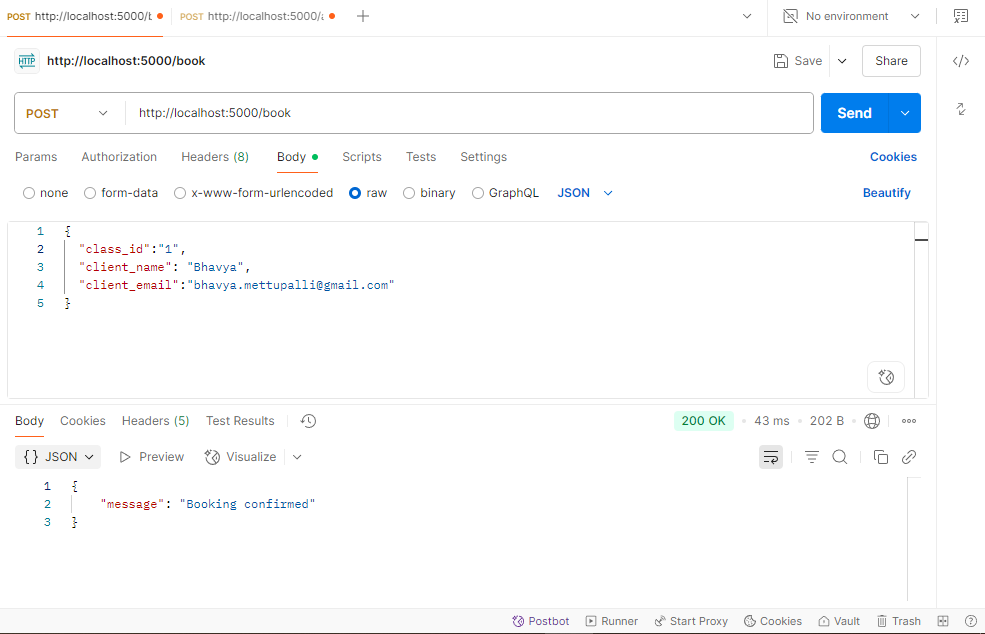 POST http://localhost:5000/b POST http://localhost:5000/a No environment
HTTP http://localhost:5000/book Save Share
POST http://localhost:5000/book Send
Params Authorization Headers (8) Body Scripts Tests Settings Cookies
none form-data x-www-form-urlencoded raw binary GraphQL JSON Beautify
1 {
2 "class_id":"1",
3 "client_name": "Bhavya",
4 "client_email":"bhavya.mettupalli@gmail.com"
5 }
Body Cookies Headers (5) Test Results 200 OK 43 ms 202 B
{} JSON Preview Visualize
1 {
2 "message": "Booking confirmed"
3 }
Postbot Runner Start Proxy Cookies Vault Trash